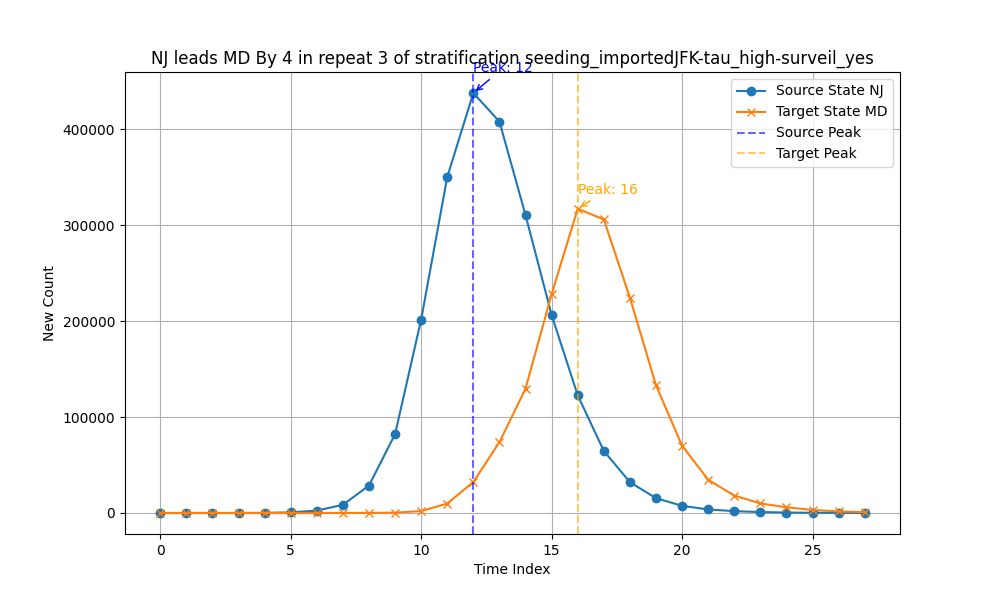 NJ leads MD By 4 in repeat 3 of stratification seeding_importedJFK-tau_high-surveil_yes
Peak: 12
Source State NJ
Target State MD
Source Peak
Target Peak
Peak: 16
New Count
400000
300000
200000
100000
0
0 5 10 15 20 25
Time Index